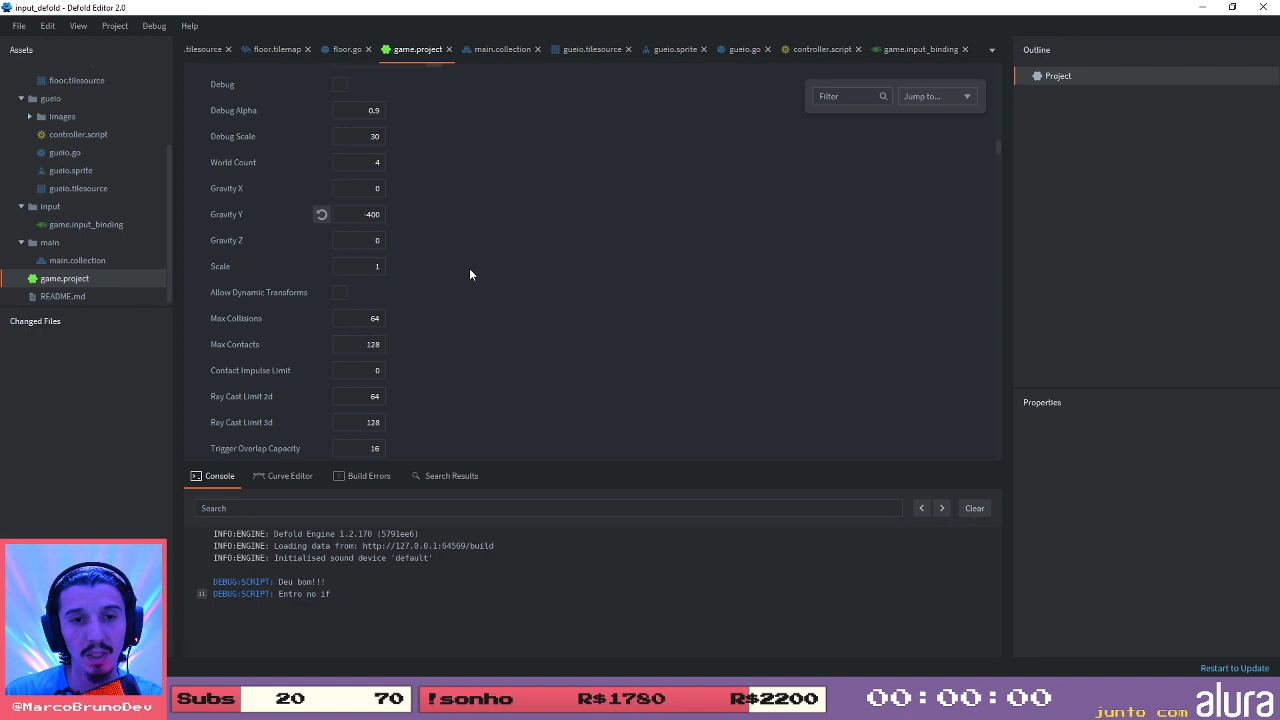 input_defold - Defold Editor 2.0
File Edit View Project Debug Help
Assets
floor.tilesource
gueio
images
controller.script
gueio.go
gueio.sprite
gueio.tilesource
input
game.input_binding
main
main.collection
game.project
README.md
Changed Files
.tilesource floor.tilemap floor.go game.project main.collection gueio.tilesource gueio.sprite gueio.go controller.script game.input_binding
Filter Jump to...
Debug
Debug Alpha 0.9
Debug Scale 30
World Count 4
Gravity X 0
Gravity Y -400
Gravity Z 0
Scale 1
Allow Dynamic Transforms
Max Collisions 64
Max Contacts 128
Contact Impulse Limit 0
Ray Cast Limit 2d 64
Ray Cast Limit 3d 128
Trigger Overlap Capacity 16
Console Curve Editor Build Errors Search Results
Search Clear
INFO:ENGINE: Defold Engine 1.2.170 (5791ee6)
INFO:ENGINE: Loading data from: http://127.0.0.1:64569/build
INFO:ENGINE: Initialised sound device 'default'
DEBUG:SCRIPT: Deu bom!!!
11 DEBUG:SCRIPT: Entro no if
Outline
Project
Properties
Restart to Update
@MarcoBrunoDev
Subs 20 70
!sonho R$1780 R$2200
00:00:00
junto com alura